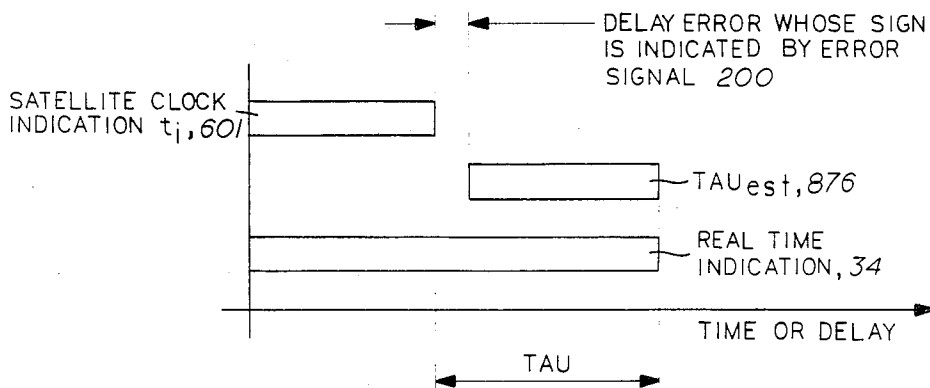 DELAY ERROR WHOSE SIGN
IS INDICATED BY ERROR
SIGNAL 200
SATELLITE CLOCK
INDICATION ti,601
TAUest,876
REAL TIME
INDICATION,34
TIME OR DELAY
TAU